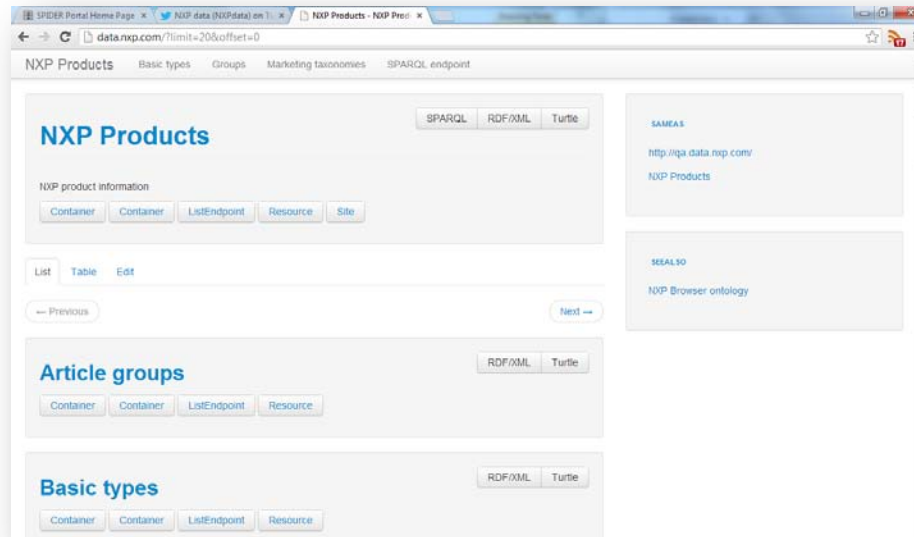 SPIDER Portal Home Page
NXP data (NXPdata) on
NXP Products - NXP Prod
data.nxp.com/?limit=20&offset=0
NXP Products Basic types Groups Marketing taxonomies SPARQL endpoint
SPARQL RDF/XML Turtle
NXP Products
NXP product information
Container Container ListEndpoint Resource Site
SAMEAS
http://qa.data.nxp.com/
NXP Products
SEEALSO
NXP Browser ontology
List Table Edit
← Previous Next →
RDF/XML Turtle
Article groups
Container Container ListEndpoint Resource
RDF/XML Turtle
Basic types
Container Container ListEndpoint Resource